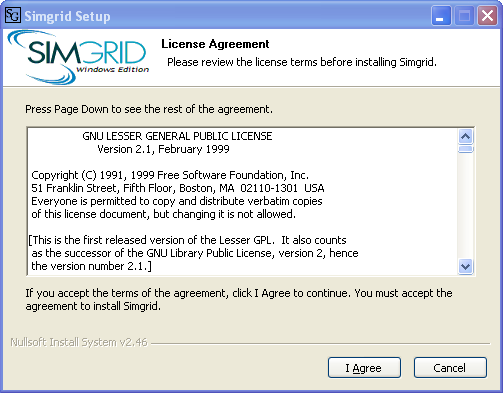 SG Simgrid Setup
SIMGRID
Windows Edition
License Agreement
Please review the license terms before installing Simgrid.
Press Page Down to see the rest of the agreement.
GNU LESSER GENERAL PUBLIC LICENSE
Version 2.1, February 1999
Copyright (C) 1991, 1999 Free Software Foundation, Inc.
51 Franklin Street, Fifth Floor, Boston, MA  02110-1301  USA
Everyone is permitted to copy and distribute verbatim copies
of this license document, but changing it is not allowed.
[This is the first released version of the Lesser GPL.  It also counts
as the successor of the GNU Library Public License, version 2, hence
the version number 2.1.]
If you accept the terms of the agreement, click I Agree to continue. You must accept the
agreement to install Simgrid.
Nullsoft Install System v2.46
I Agree
Cancel